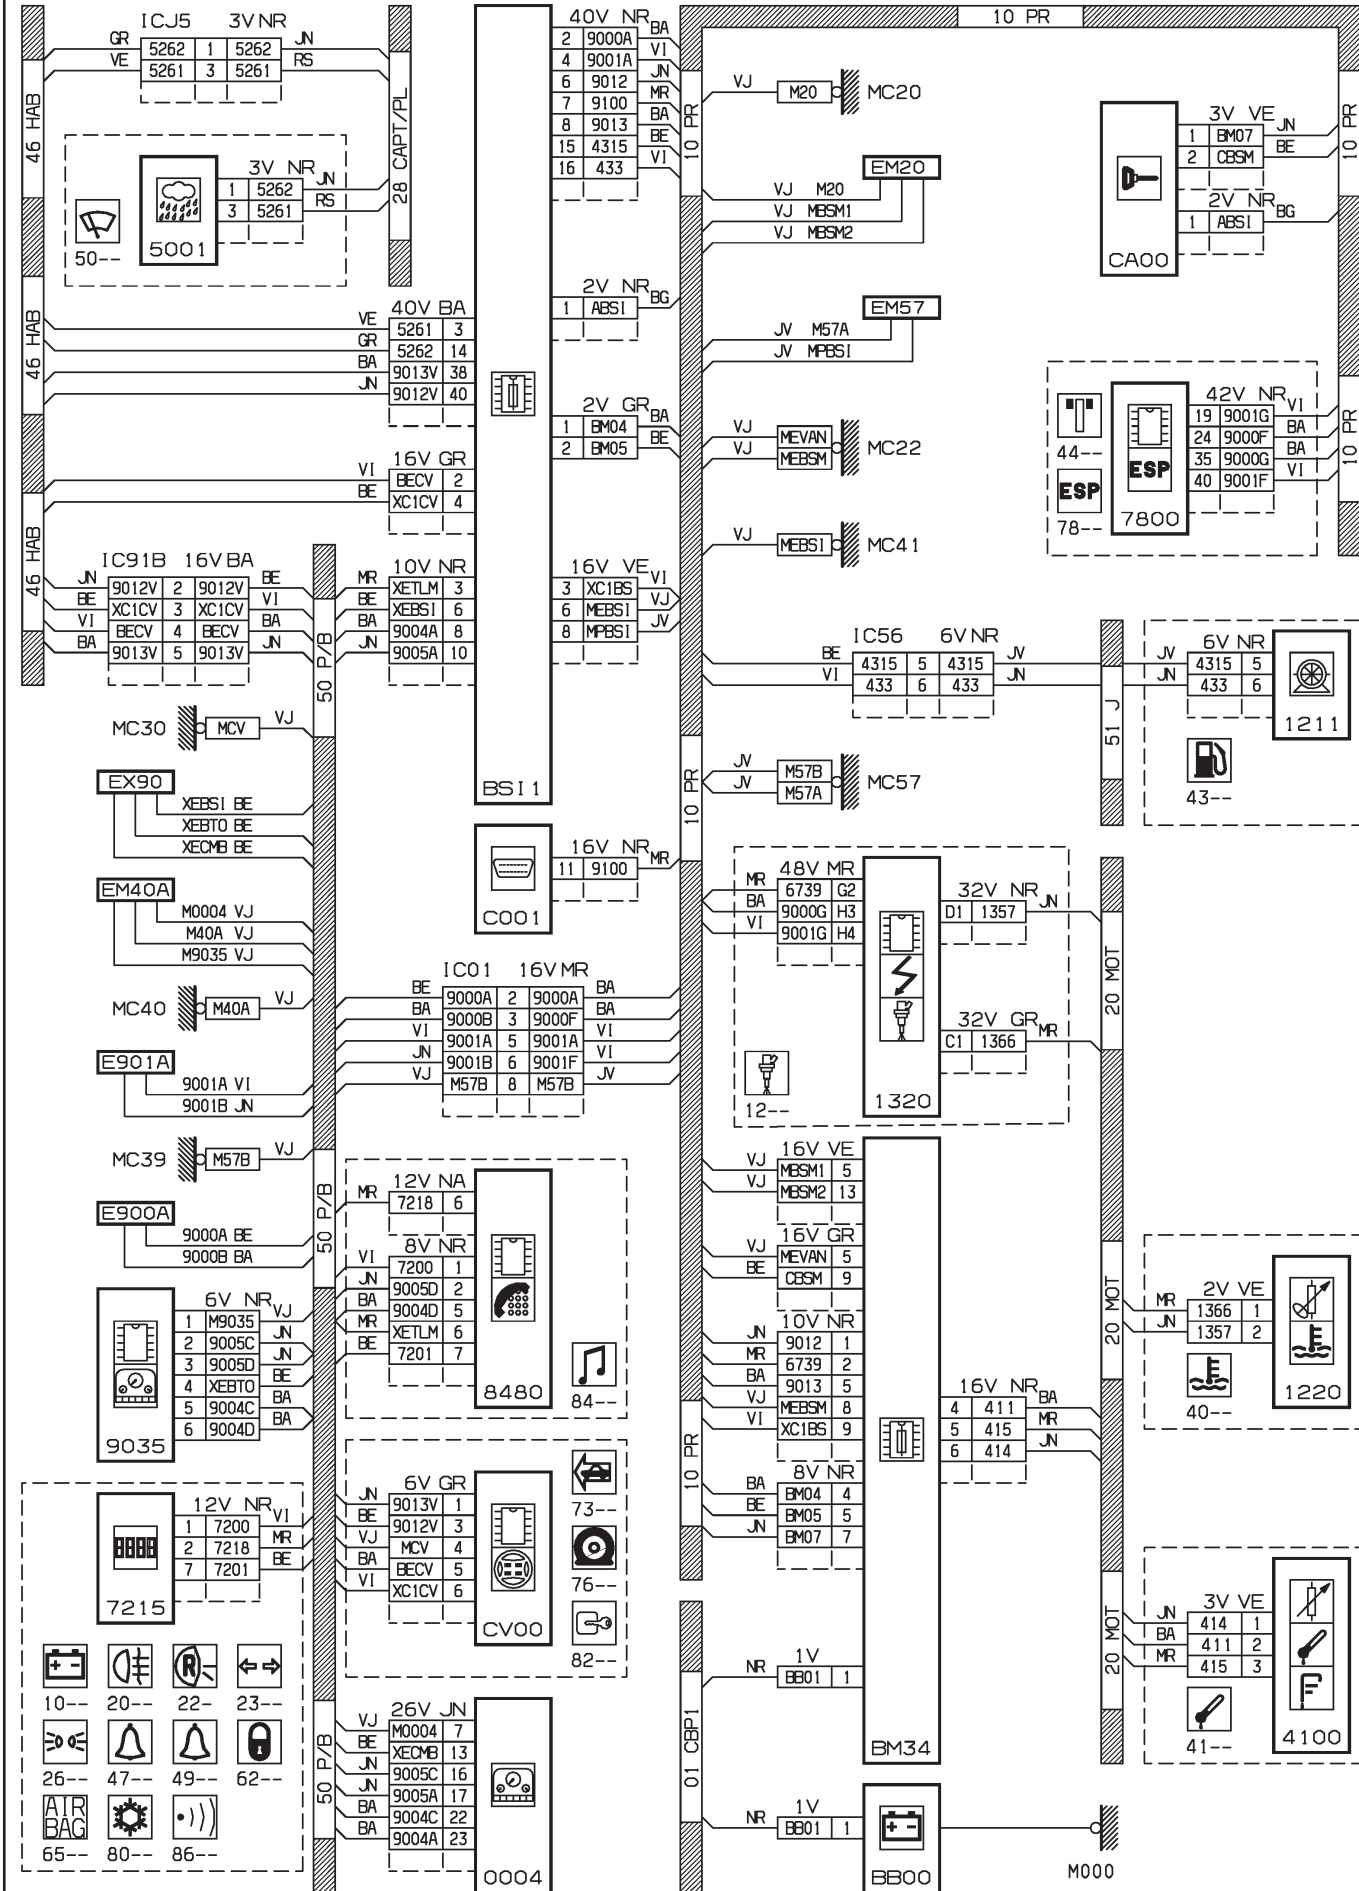 10 PR
ICJ5 3V NR
GR 5262 1 5262 JN
VE 5261 3 5261 RS
46 HAB
28 CAPT/PL
3V NR
1 5262 JN
3 5261 RS
50--
5001
40V NR
2 9000A BA
4 9001A VI
6 9012 JN
7 9100 MR
8 9013 BA
15 4315 BE
16 433 VI
10 PR
VJ M20 MC20
EM20
VJ M20
VJ MBSM1
VJ MBSM2
3V VE
1 BM07 JN
2 CBSM BE
2V NR
1 ABSI BG
CA00
10 PR
2V NR
1 ABSI BG
EM57
JV M57A
JV MPBSI
46 HAB
40V BA
VE 5261 3
GR 5262 14
BA 9013V 38
JN 9012V 40
2V GR
1 BM04 BA
2 BM05 BE
VJ MEVAN
VJ MEBSM
MC22
44--
ESP
78--
ESP
7800
42V NR
19 9001G VI
24 9000F BA
35 9000G BA
40 9001F VI
10 PR
16V GR
VI BECV 2
BE XC1CV 4
VJ MEBSI MC41
46 HAB
IC91B 16V BA
JN 9012V 2 9012V BE
BE XC1CV 3 XC1CV VI
VI BECV 4 BECV BA
BA 9013V 5 9013V JN
50 P/B
10V NR
MR XETLM 3
BE XEBSI 6
BA 9004A 8
JN 9005A 10
16V VE
3 XC1BS VI
6 MEBSI VJ
8 MPBSI JV
BSI1
IC56 6V NR
BE 4315 5 4315 JV
VI 433 6 433 JN
51 J
6V NR
JV 4315 5
JN 433 6
1211
43--
MC30 MCV VJ
EX90
XEBSI BE
XEBTO BE
XECMB BE
10 PR
JV M57B
JV M57A
MC57
C001
16V NR
11 9100 MR
EM40A
M0004 VJ
M40A VJ
M9035 VJ
48V MR
MR 6739 G2
BA 9000G H3
VI 9001G H4
32V NR
D1 1357 JN
32V GR
C1 1366 MR
12--
1320
20 MOT
MC40 M40A VJ
IC01 16V MR
BE 9000A 2 9000A BA
BA 9000B 3 9000F BA
VI 9001A 5 9001A VI
JN 9001B 6 9001F VI
VJ M57B 8 M57B JV
E901A
9001A VI
9001B JN
MC39 M57B VJ
50 P/B
E900A
9000A BE
9000B BA
12V NA
MR 7218 6
8V NR
VI 7200 1
JN 9005D 2
BA 9004D 5
MR XETLM 6
BE 7201 7
8480
84--
16V VE
VJ MBSM1 5
VJ MBSM2 13
16V GR
VJ MEVAN 5
BE CBSM 9
10V NR
JN 9012 1
MR 6739 2
BA 9013 5
VJ MEBSM 8
VI XC1BS 9
8V NR
BA BM04 4
BE BM05 5
JN BM07 7
16V NR
4 411 BA
5 415 MR
6 414 JN
10 PR
20 MOT
2V VE
MR 1366 1
JN 1357 2
40--
1220
6V NR
1 M9035 VJ
2 9005C JN
3 9005D JN
4 XEBTO BE
5 9004C BA
6 9004D BA
9035
12V NR
1 7200 VI
2 7218 MR
7 7201 BE
7215
6V GR
JN 9013V 1
BE 9012V 3
VJ MCV 4
BA BECV 5
VI XC1CV 6
CV00
73--
76--
82--
20 MOT
3V VE
JN 414 1
BA 411 2
MR 415 3
41--
4100
10-- 20-- 22- 23--
R
26-- 47-- 49-- 62--
AIR
BAG
65-- 80-- 86--
50 P/B
26V JN
VJ M0004 7
BE XECMB 13
JN 9005C 16
JN 9005A 17
BA 9004C 22
BA 9004A 23
0004
01 CBP1
1V
NR BB01 1
BM34
1V
NR BB01 1
BB00
M000